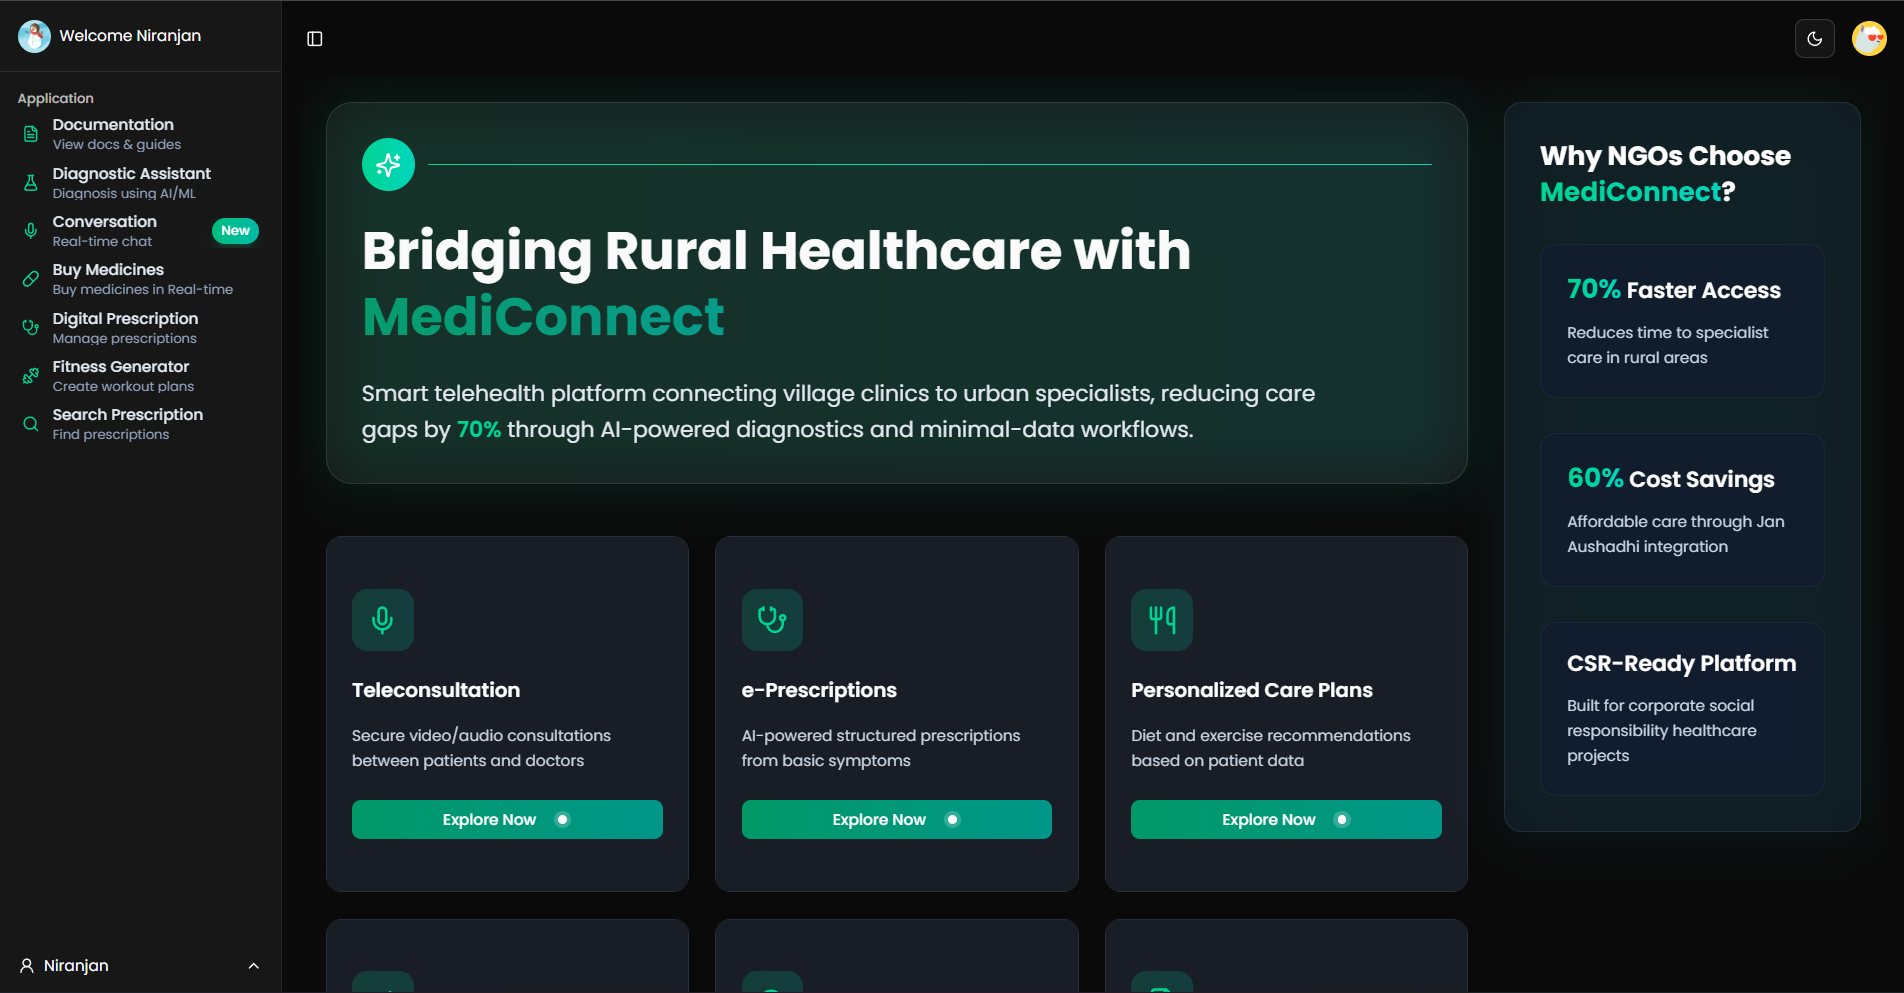 Welcome Niranjan
Application
Documentation
View docs & guides
Diagnostic Assistant
Diagnosis using AI/ML
Conversation
Real-time chat
New
Buy Medicines
Buy medicines in Real-time
Digital Prescription
Manage prescriptions
Fitness Generator
Create workout plans
Search Prescription
Find prescriptions
Niranjan
Bridging Rural Healthcare with
MediConnect
Smart telehealth platform connecting village clinics to urban specialists, reducing care
gaps by 70% through AI-powered diagnostics and minimal-data workflows.
Teleconsultation
Secure video/audio consultations
between patients and doctors
Explore Now
e-Prescriptions
AI-powered structured prescriptions
from basic symptoms
Explore Now
Personalized Care Plans
Diet and exercise recommendations
based on patient data
Explore Now
Why NGOs Choose
MediConnect?
70% Faster Access
Reduces time to specialist
care in rural areas
60% Cost Savings
Affordable care through Jan
Aushadhi integration
CSR-Ready Platform
Built for corporate social
responsibility healthcare
projects